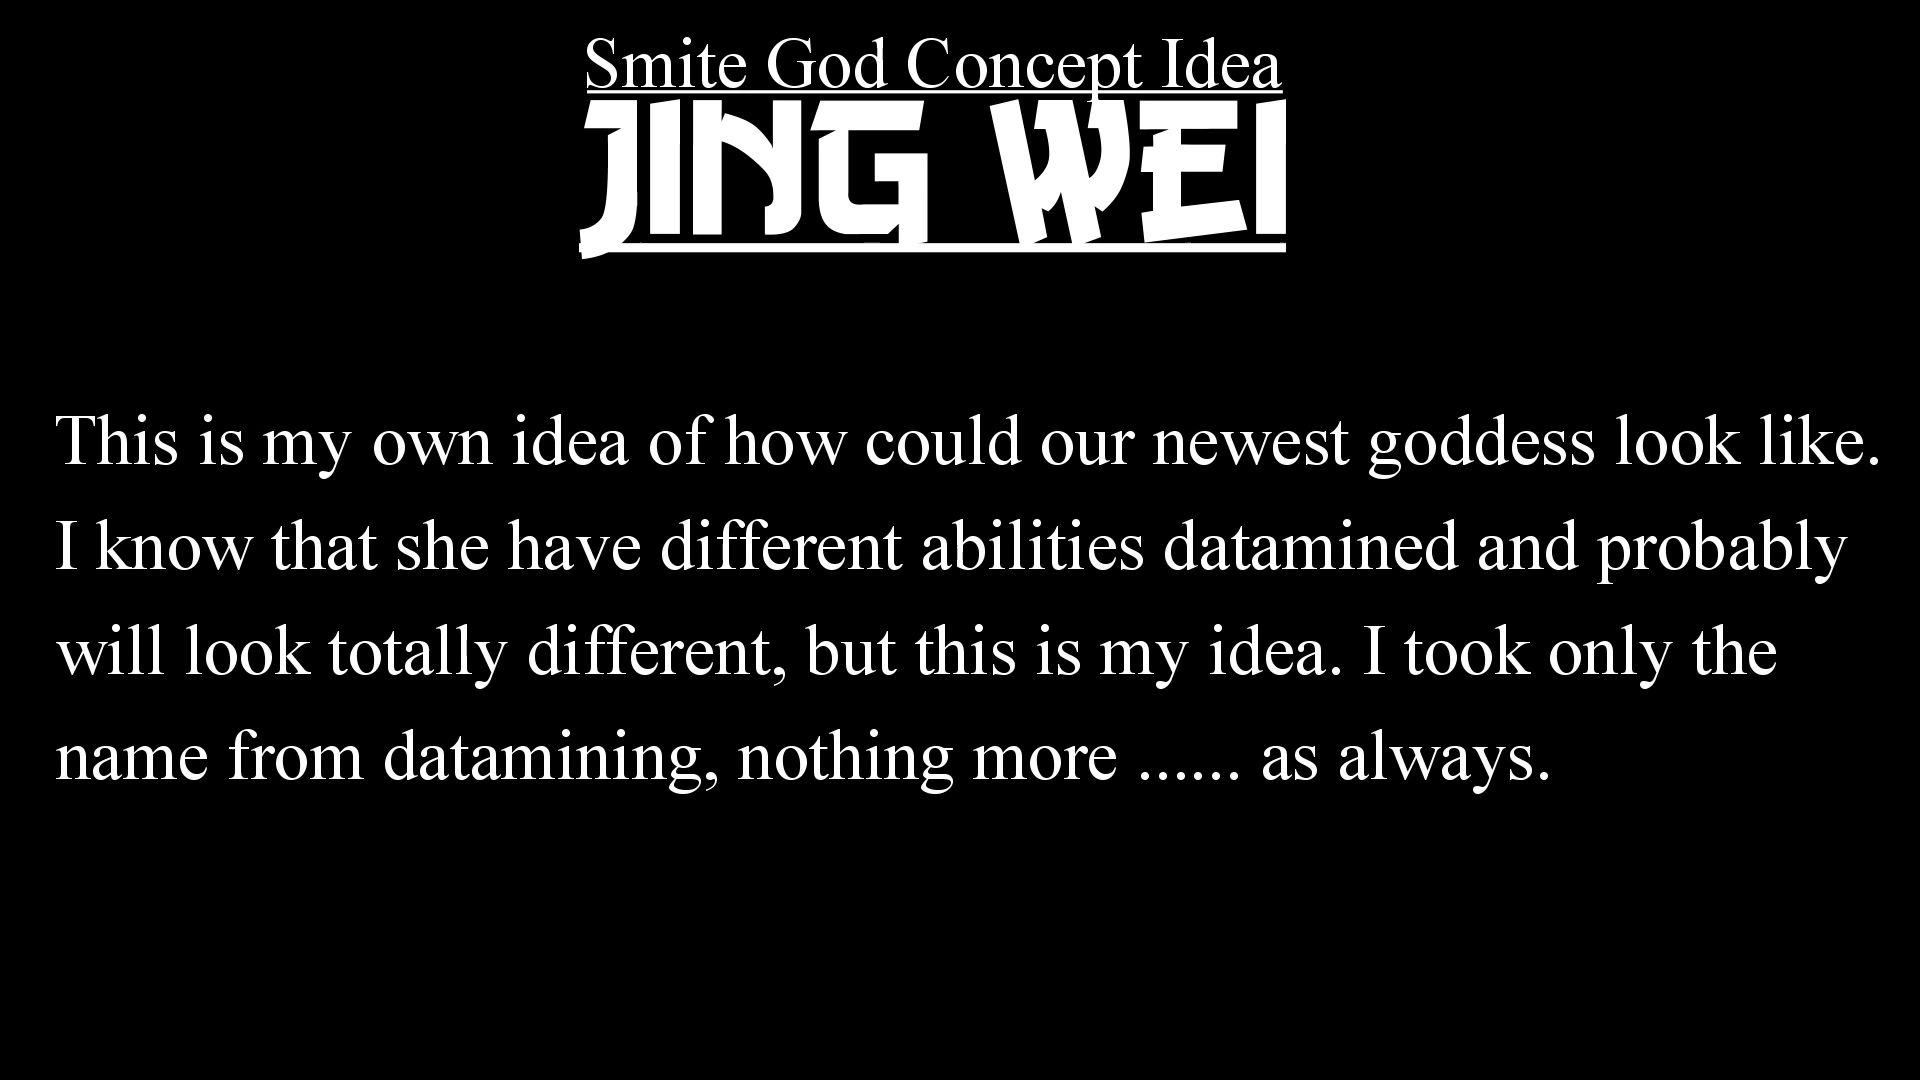 Smite God Concept Idea
JING WEI
This is my own idea of how could our newest goddess look like.
I know that she have different abilities datamined and probably
will look totally different, but this is my idea. I took only the
name from datamining, nothing more ...... as always.